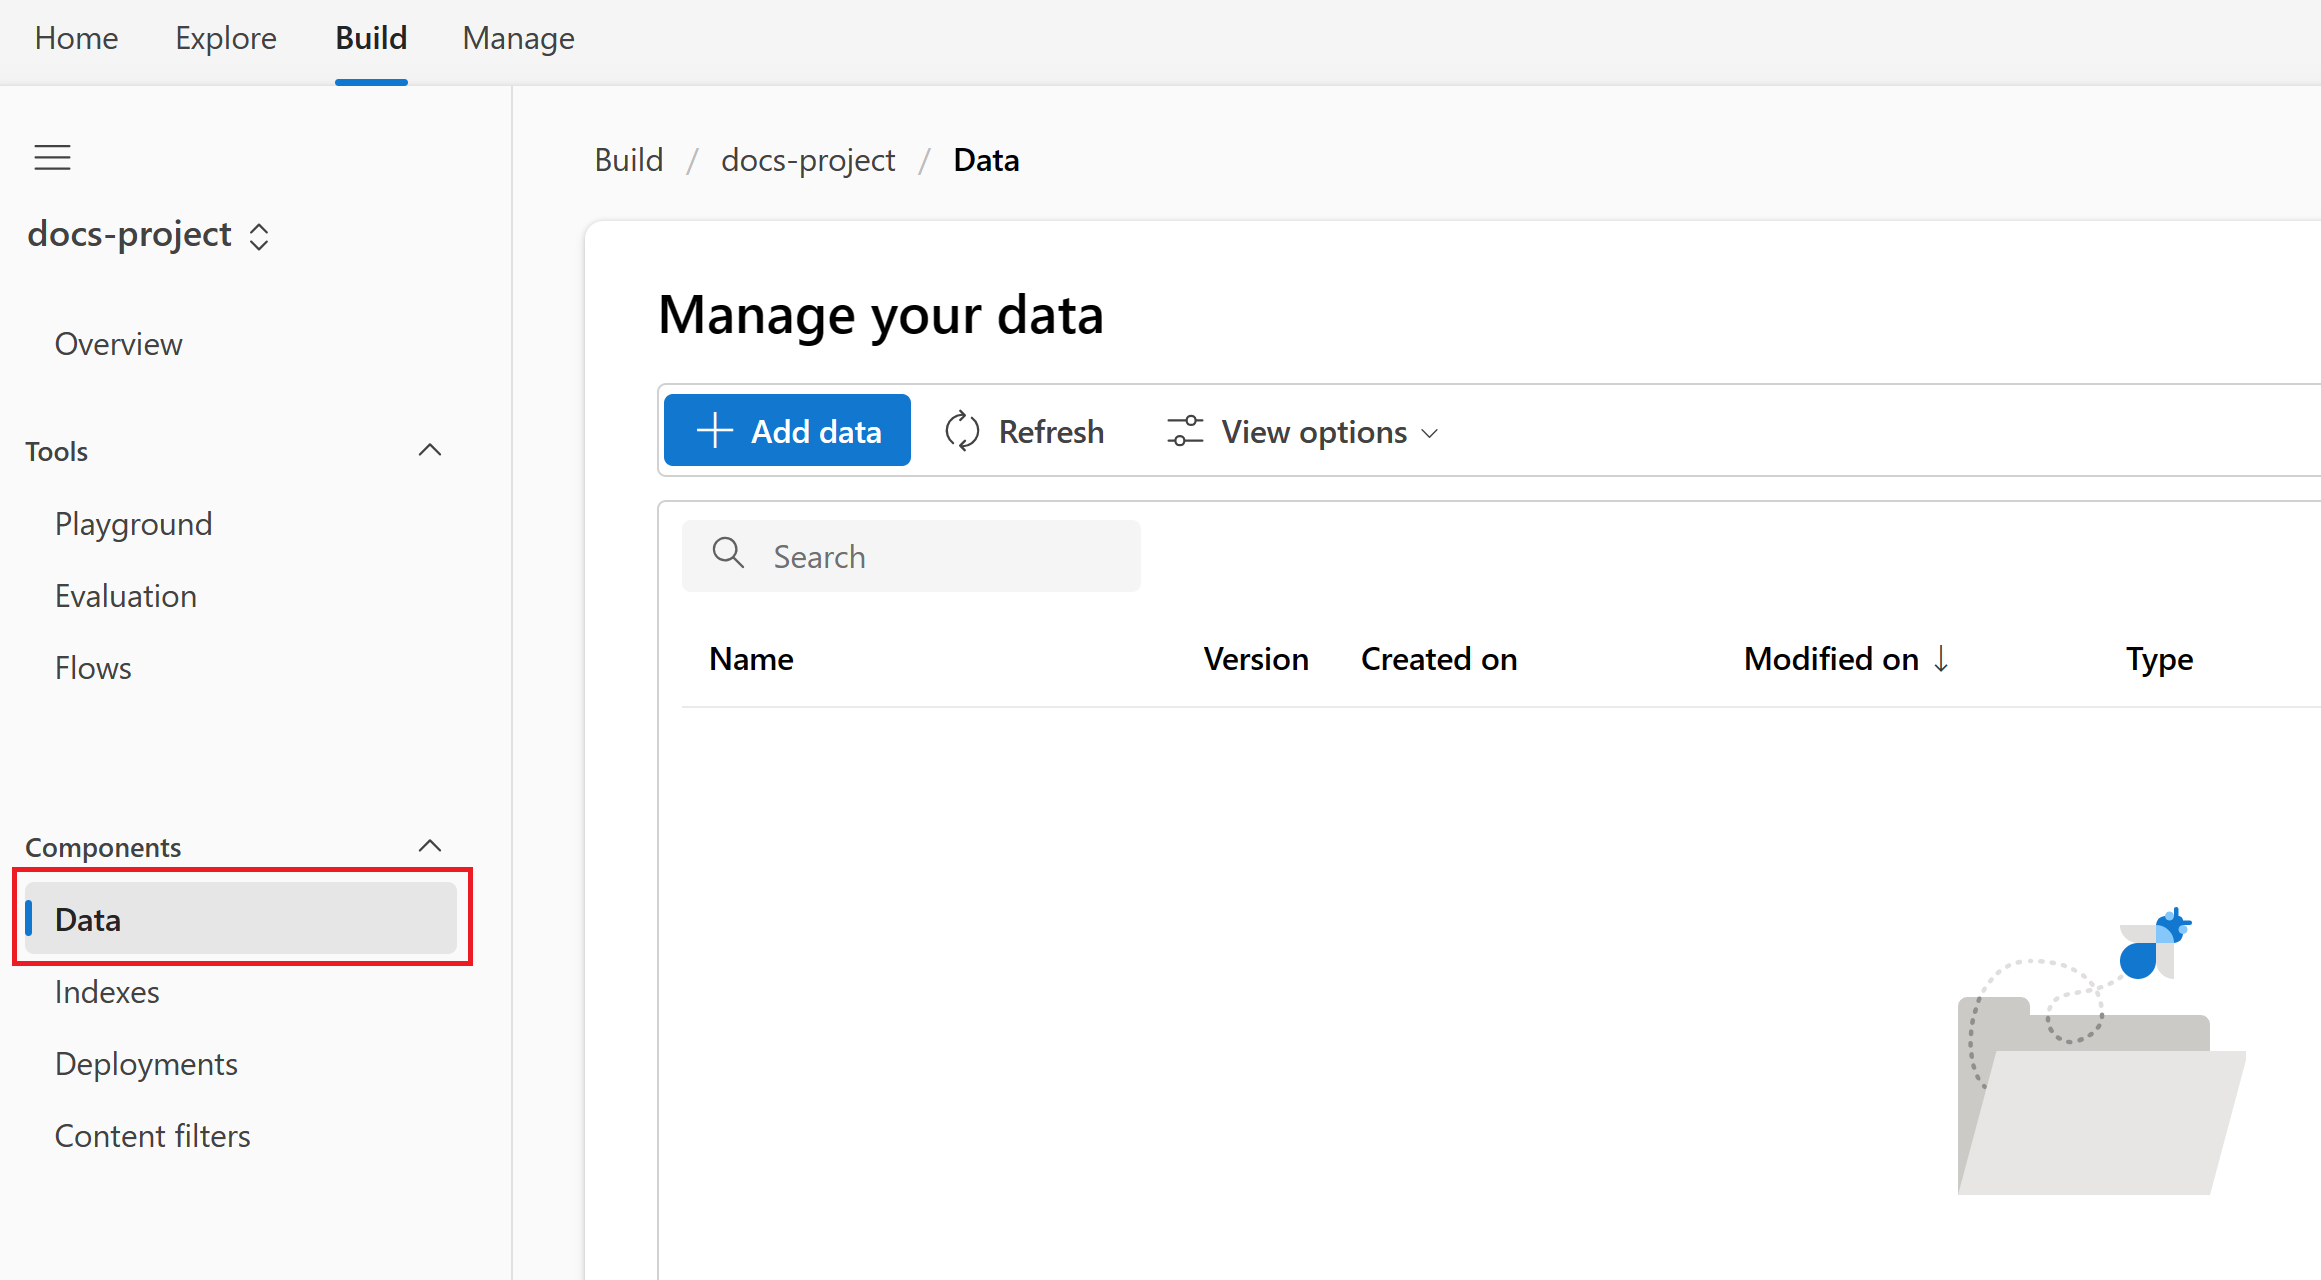 Home Explore Build Manage
docs-project
Overview
Tools
Playground
Evaluation
Flows
Components
Data
Indexes
Deployments
Content filters
Build / docs-project / Data
Manage your data
Add data Refresh View options
Search
Name Version Created on Modified on Type